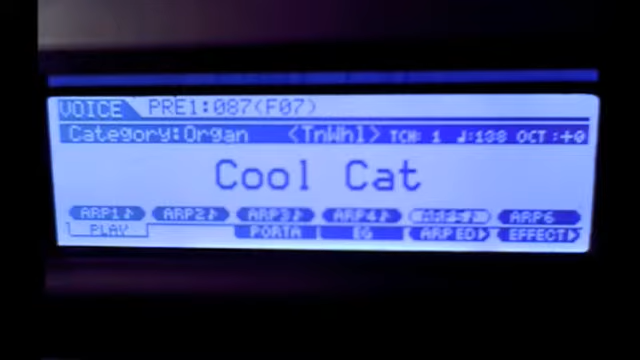 VOICE PRE1:087(F07)
Category:Organ <TnWhl> TCH: 1 ♩:138 OCT:+0
Cool Cat
ARP1♪ ARP2♪ ARP3♪ ARP4♪ ARP5♪ ARP6
PLAY PORTA EG ARP ED▶ EFFECT▶